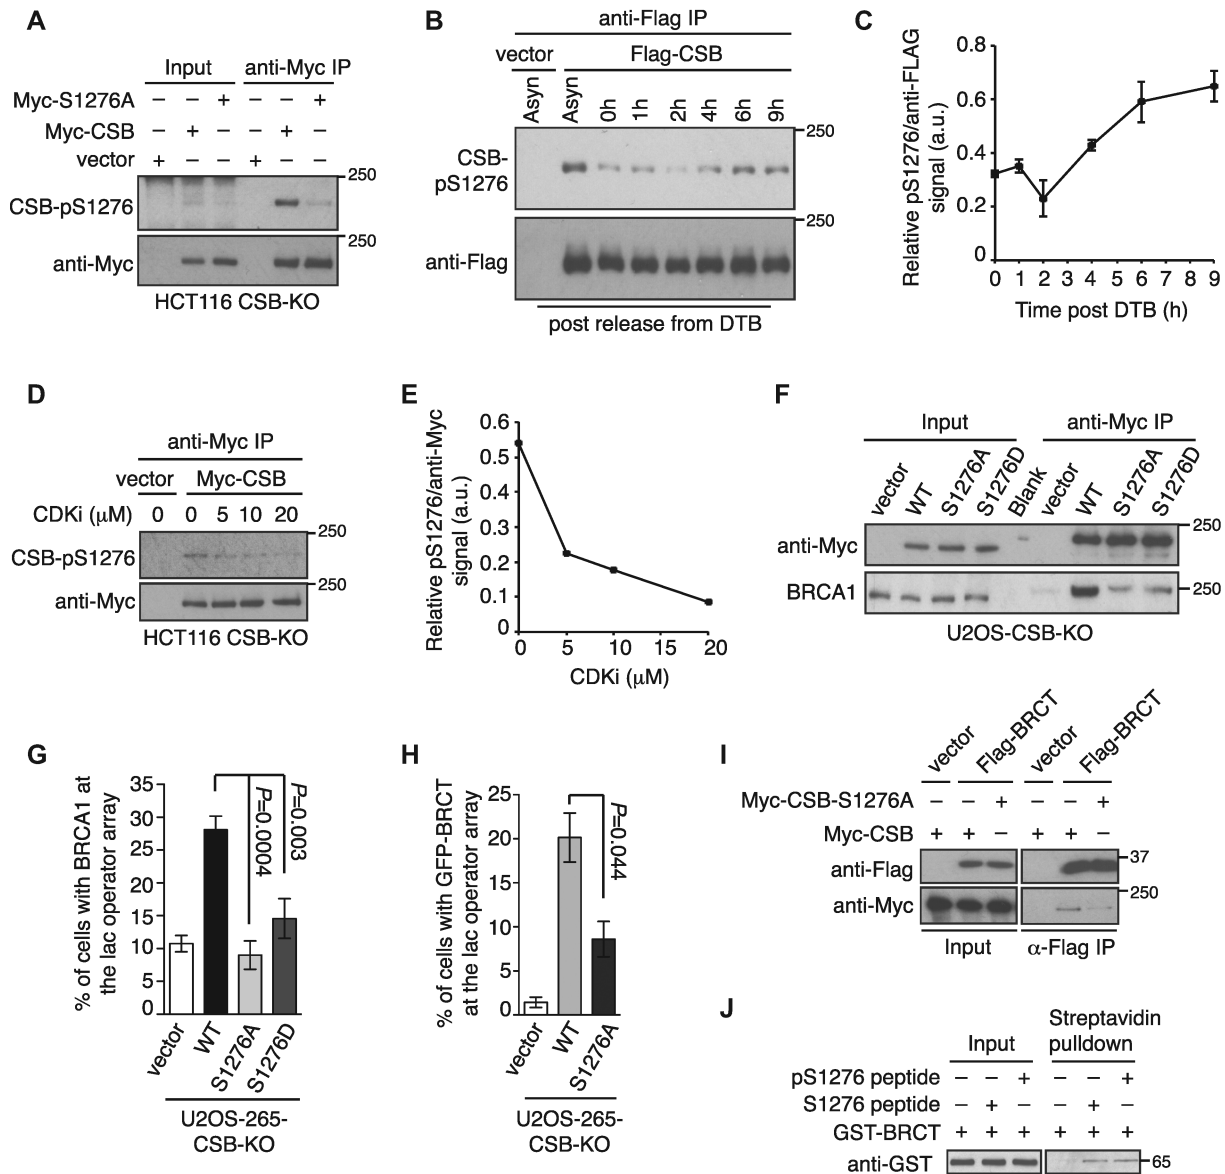 A
Input anti-Myc IP
Myc-S1276A – – + – – +
Myc-CSB – + – – + –
vector + – – + – –
CSB-pS1276 250
anti-Myc 250
HCT116 CSB-KO
B
anti-Flag IP
vector Flag-CSB
Asyn Asyn 0h 1h 2h 4h 6h 9h
CSB-pS1276 250
anti-Flag 250
post release from DTB
C
Relative pS1276/anti-FLAG
signal (a.u.)
0.8
0.6
0.4
0.2
0
0 1 2 3 4 5 6 7 8 9
Time post DTB (h)
D
anti-Myc IP
vector Myc-CSB
CDKi (μM) 0 0 5 10 20
CSB-pS1276 250
anti-Myc 250
HCT116 CSB-KO
E
Relative pS1276/anti-Myc
signal (a.u.)
0.6
0.5
0.4
0.3
0.2
0.1
0
0 5 10 15 20
CDKi (μM)
F
Input anti-Myc IP
vector WT S1276A S1276D Blank vector WT S1276A S1276D
anti-Myc 250
BRCA1 250
U2OS-CSB-KO
G
% of cells with BRCA1 at
the lac operator array
35
30
25
20
15
10
5
0
P=0.0004
P=0.003
vector WT S1276A S1276D
U2OS-265-
CSB-KO
H
% of cells with GFP-BRCT
at the lac operator array
25
20
15
10
5
0
P=0.044
vector WT S1276A
U2OS-265-
CSB-KO
I
vector Flag-BRCT vector Flag-BRCT
Myc-CSB-S1276A – – + – – +
Myc-CSB + + – + + –
anti-Flag 37
anti-Myc 250
Input α-Flag IP
J
Input Streptavidin
pulldown
pS1276 peptide – – + – – +
S1276 peptide – + – – + –
GST-BRCT + + + + + +
anti-GST 65